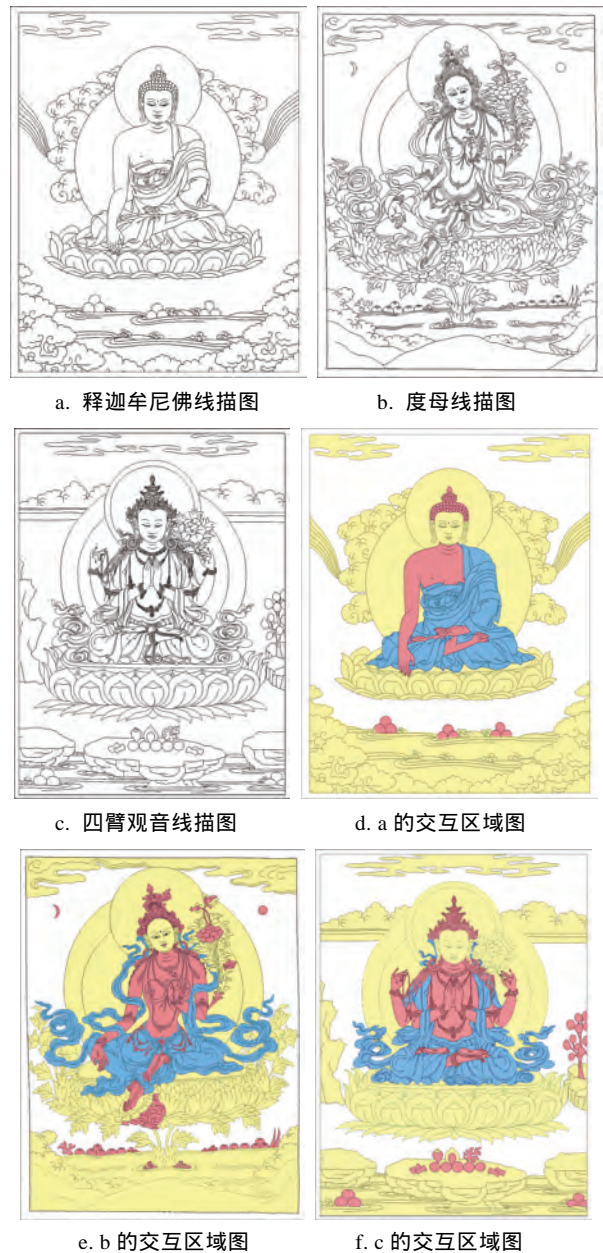 a. 释迦牟尼佛线描图
b. 度母线描图
c. 四臂观音线描图
d. a 的交互区域图
e. b 的交互区域图
f. c 的交互区域图